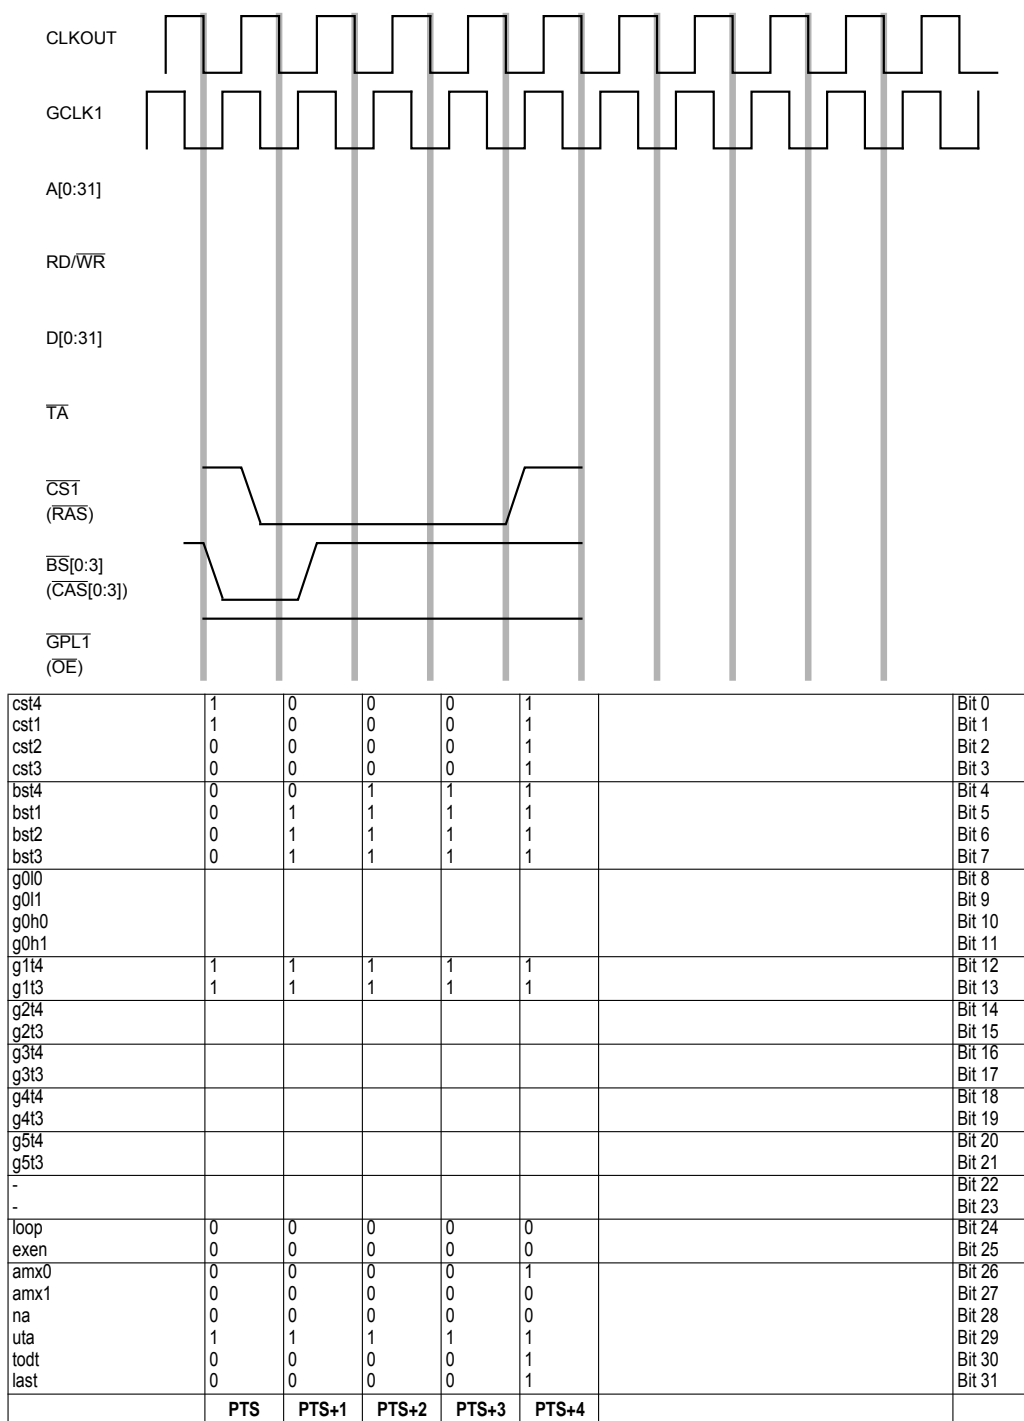 CLKOUT
GCLK1
A[0:31]
RD/WR
D[0:31]
TA
CS1
(RAS)
BS[0:3]
(CAS[0:3])
GPL1
(OE)
cst4 1 0 0 0 1 Bit 0
cst1 1 0 0 0 1 Bit 1
cst2 0 0 0 0 1 Bit 2
cst3 0 0 0 0 1 Bit 3
bst4 0 0 1 1 1 Bit 4
bst1 0 1 1 1 1 Bit 5
bst2 0 1 1 1 1 Bit 6
bst3 0 1 1 1 1 Bit 7
g0l0 Bit 8
g0l1 Bit 9
g0h0 Bit 10
g0h1 Bit 11
g1t4 1 1 1 1 1 Bit 12
g1t3 1 1 1 1 1 Bit 13
g2t4 Bit 14
g2t3 Bit 15
g3t4 Bit 16
g3t3 Bit 17
g4t4 Bit 18
g4t3 Bit 19
g5t4 Bit 20
g5t3 Bit 21
- Bit 22
- Bit 23
loop 0 0 0 0 0 Bit 24
exen 0 0 0 0 0 Bit 25
amx0 0 0 0 0 1 Bit 26
amx1 0 0 0 0 0 Bit 27
na 0 0 0 0 0 Bit 28
uta 1 1 1 1 1 Bit 29
todt 0 0 0 0 1 Bit 30
last 0 0 0 0 1 Bit 31
PTS PTS+1 PTS+2 PTS+3 PTS+4